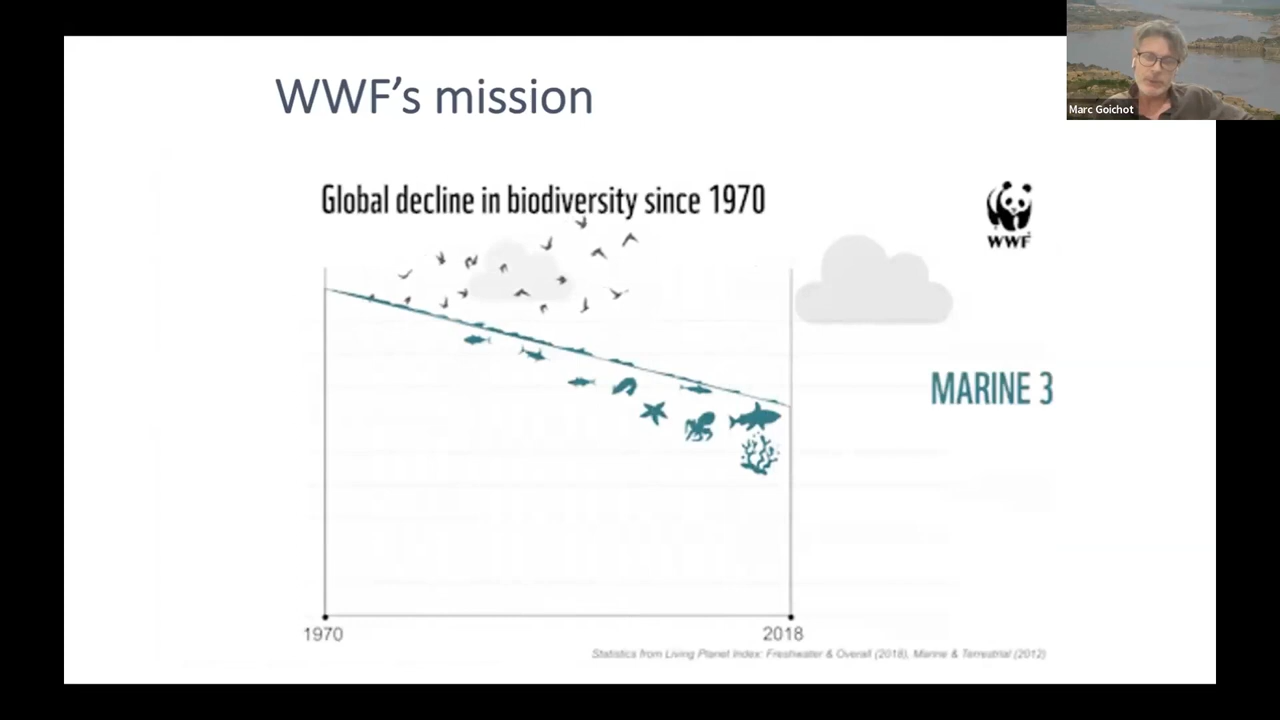 WWF's mission
Global decline in biodiversity since 1970
WWF
MARINE 3
1970
2018
Statistics from Living Planet Index: Freshwater & Overall (2018), Marine & Terrestrial (2012)
Marc Goichot